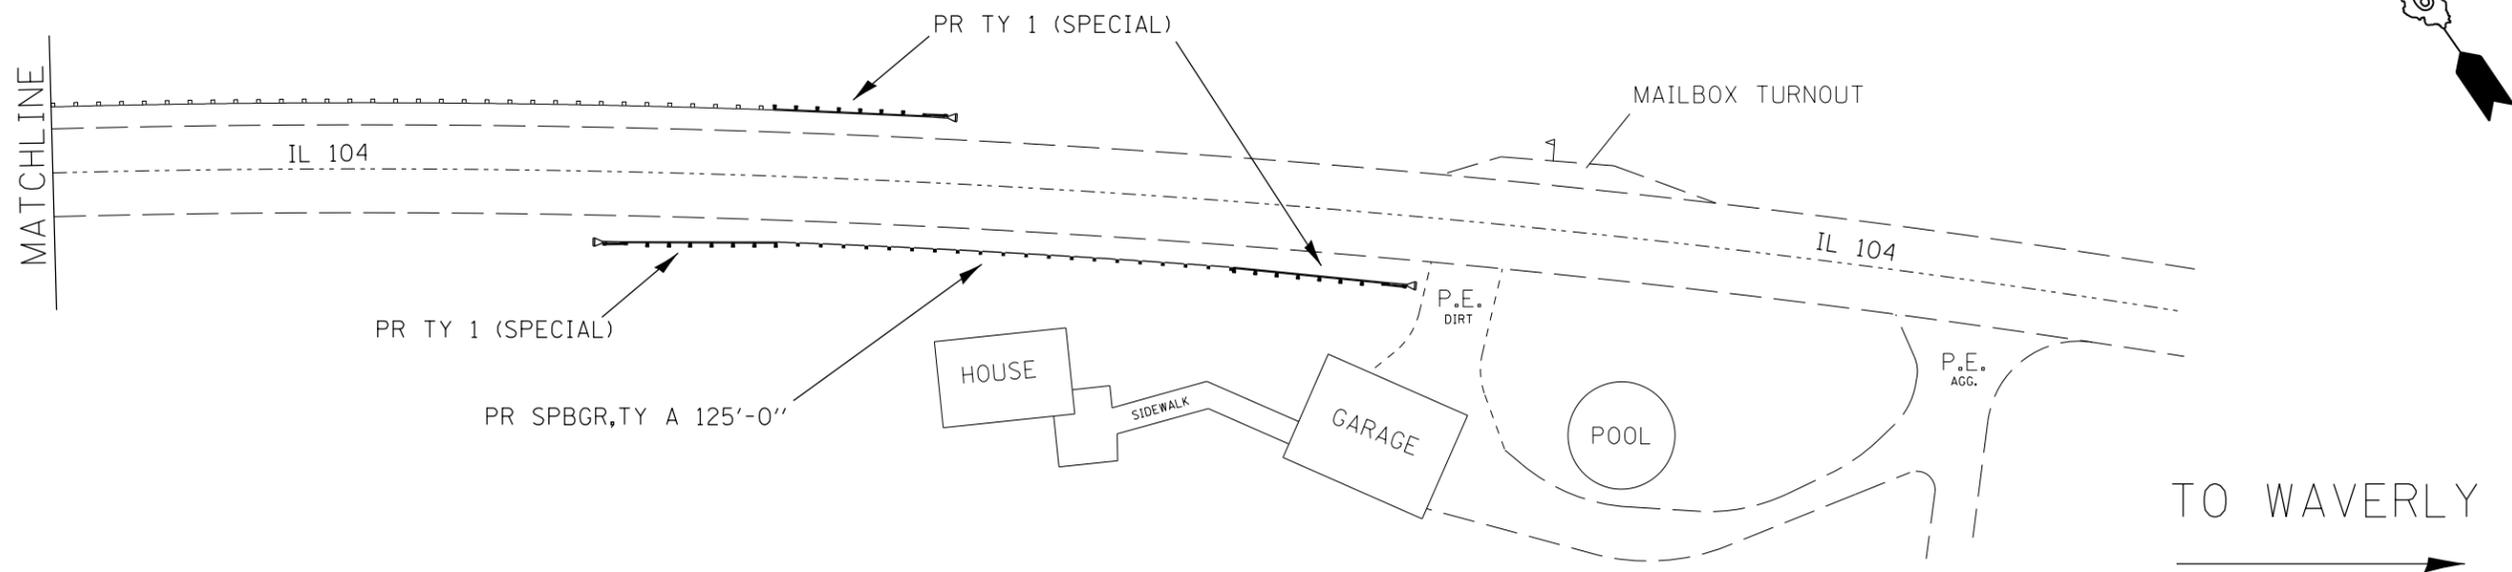 PR TY 1 (SPECIAL)
MAILBOX TURNOUT
MATCHLINE
IL 104
IL 104
PR TY 1 (SPECIAL)
P.E.
DIRT
P.E.
AGG.
HOUSE
SIDEWALK
PR SPBGR,TY A 125'-0"
GARAGE
POOL
TO WAVERLY